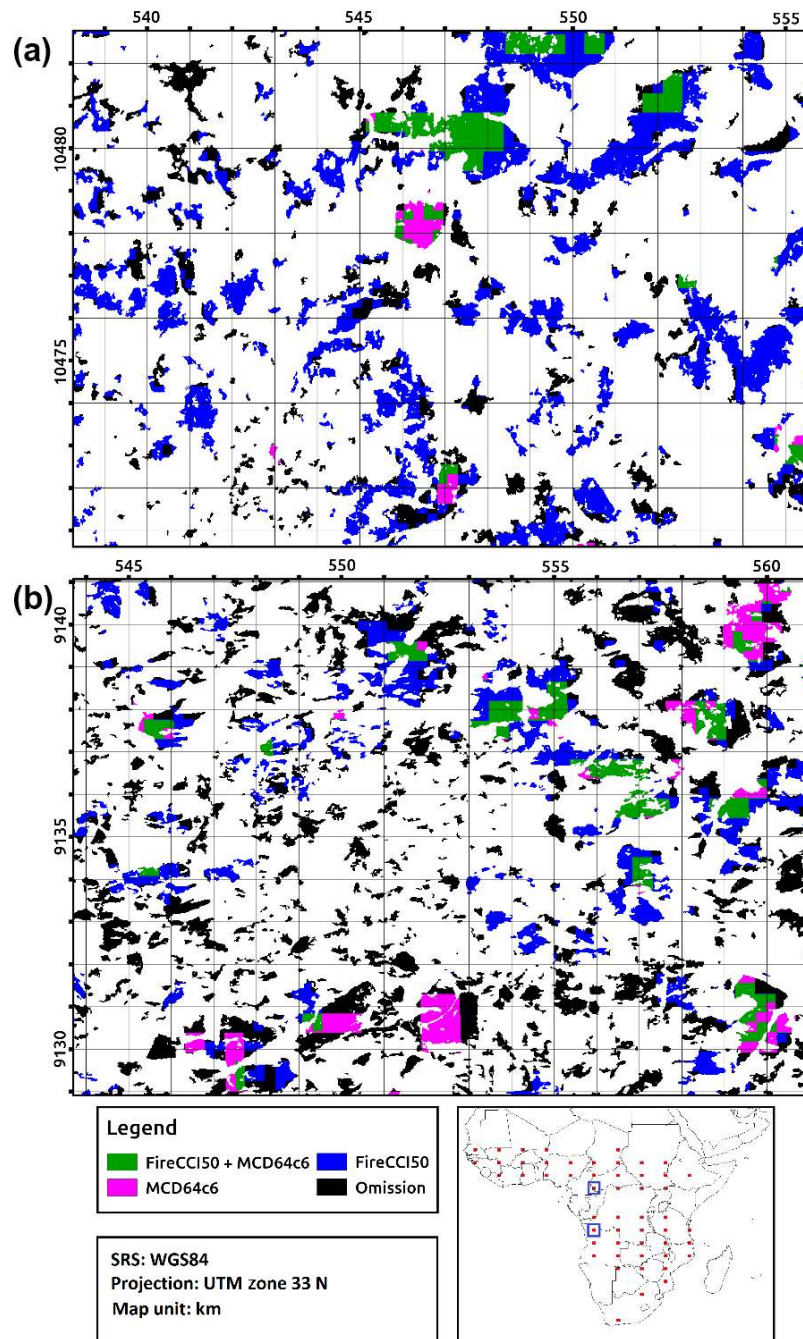 540 545 550 555
(a)
10480
10475
545 550 555 560
(b)
9140
9135
9130
Legend
FireCCI50 + MCD64c6 FireCCI50
MCD64c6 Omission
SRS: WGS84
Projection: UTM zone 33 N
Map unit: km